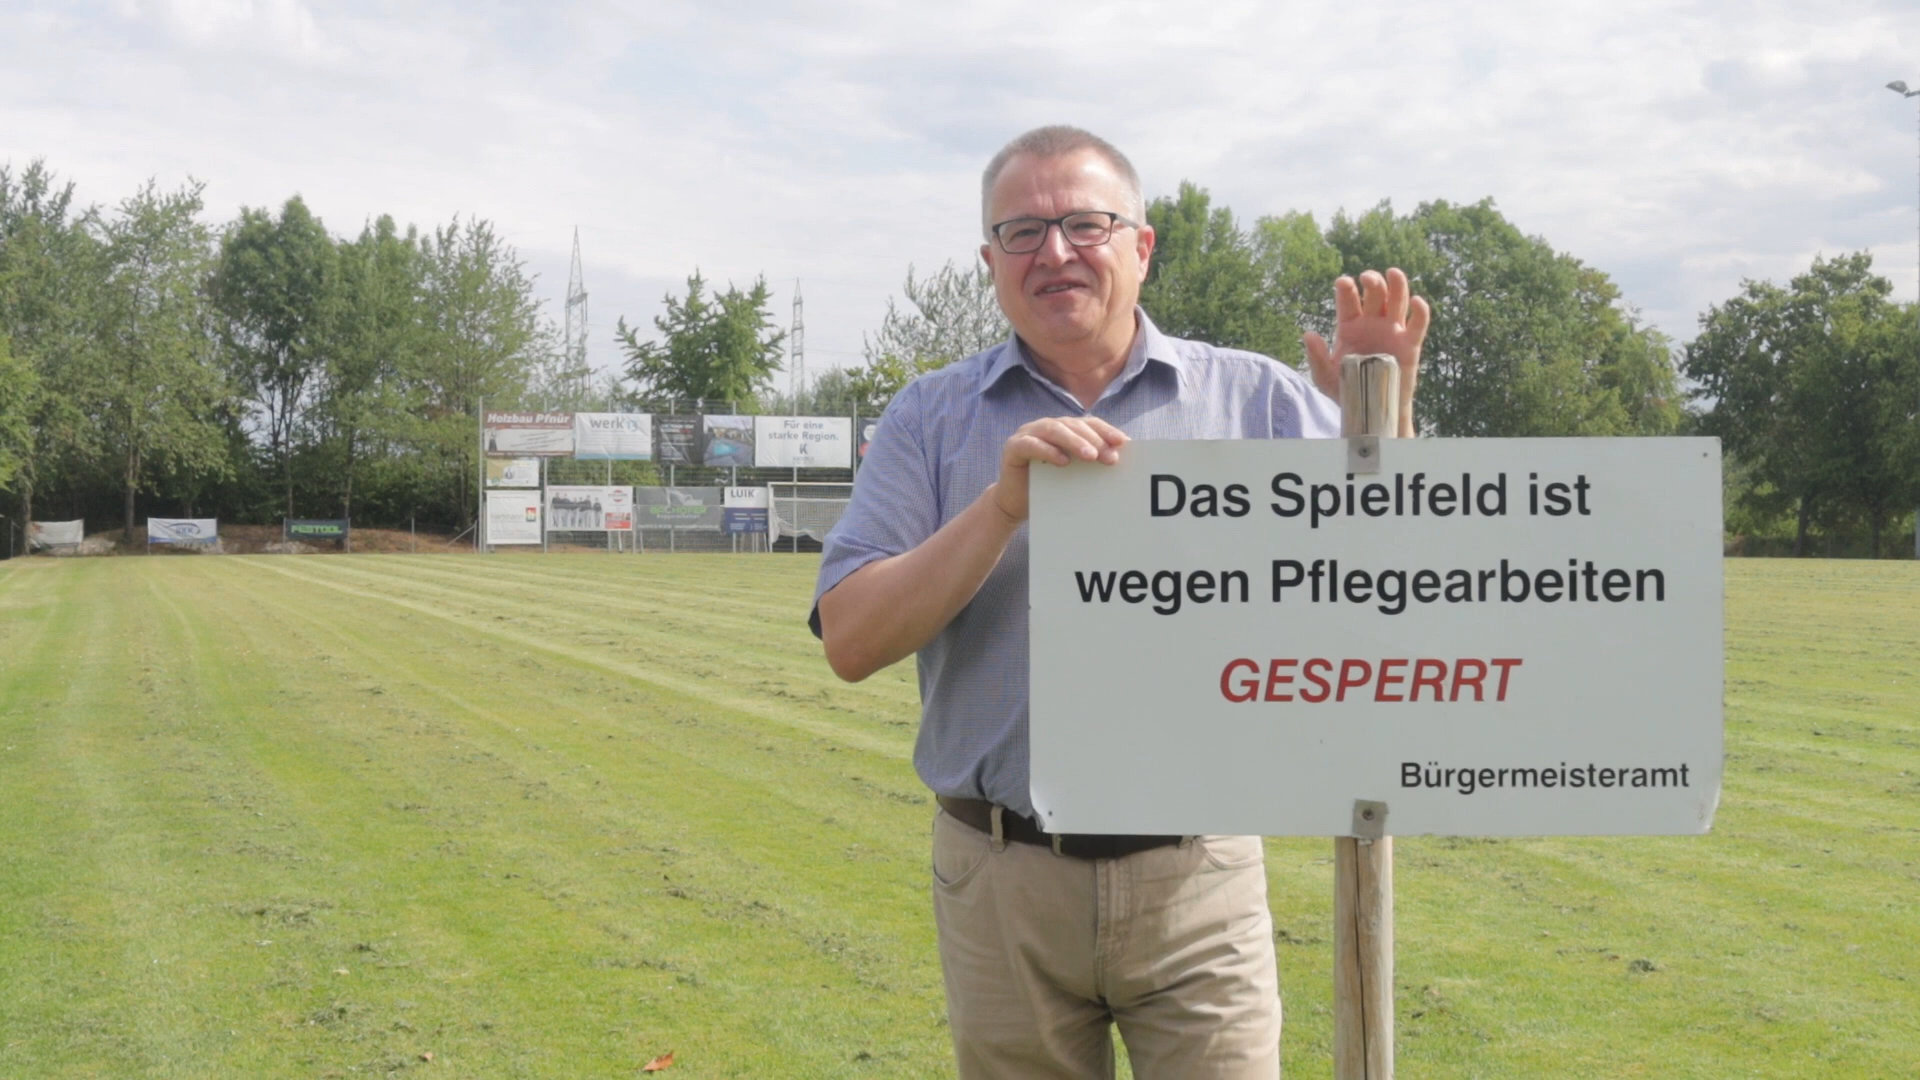 Das Spielfeld ist
wegen Pflegearbeiten
GESPERRT
Bürgermeisteramt
Holzbau Pfnür
werk
Für eine
starke Region.
LUIK
FESTOOL